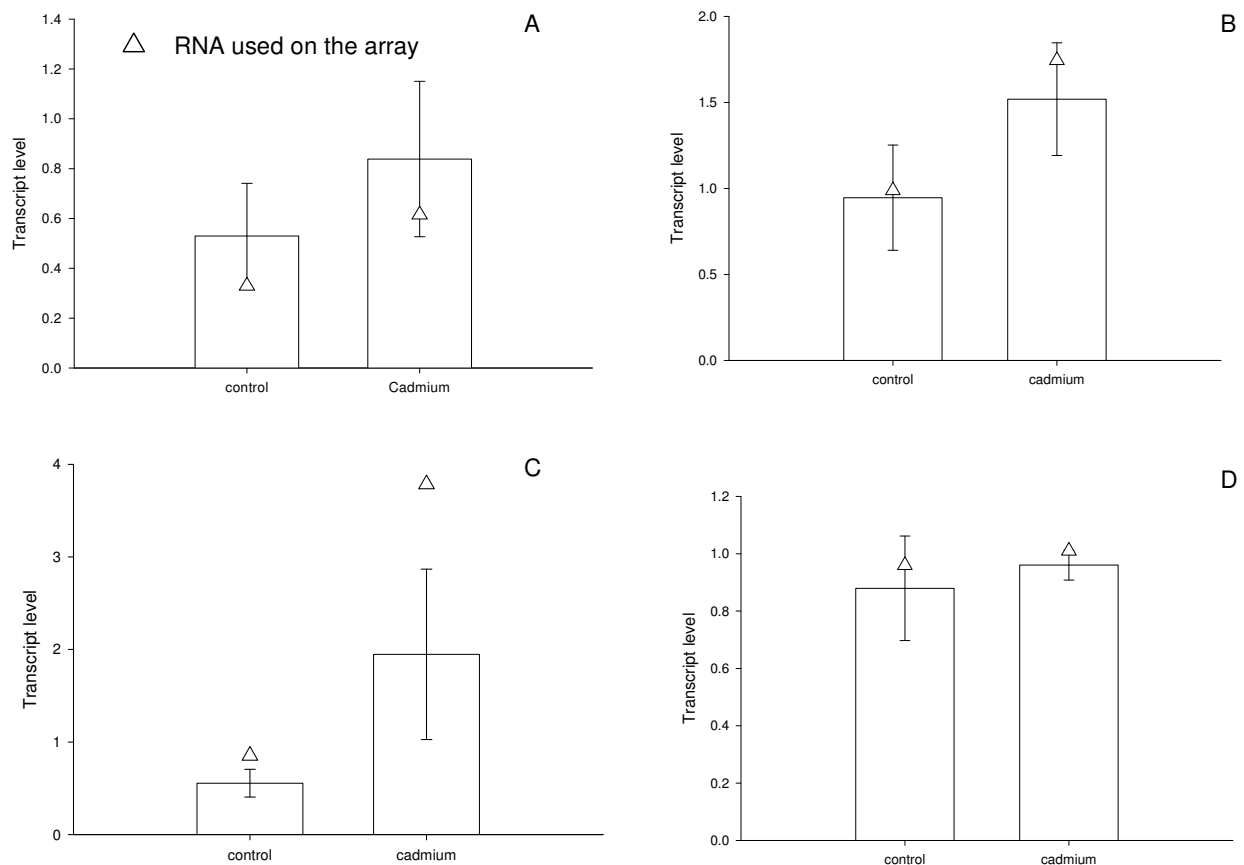 A
△ RNA used on the array
Transcript level
1.4
1.2
1.0
0.8
0.6
0.4
0.2
0.0
control Cadmium
B
Transcript level
2.0
1.5
1.0
0.5
0.0
control cadmium
C
Transcript level
4
3
2
1
0
control cadmium
D
Transcript level
1.2
1.0
0.8
0.6
0.4
0.2
0.0
control cadmium